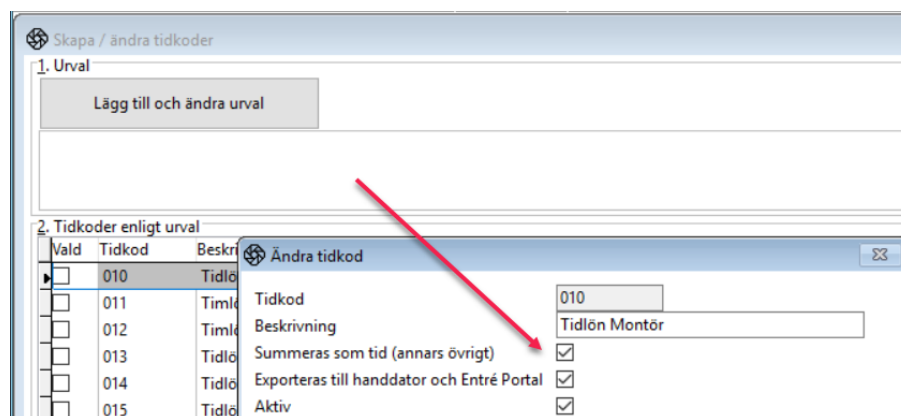 Skapa / ändra tidkoder
1. Urval
Lägg till och ändra urval
2. Tidkoder enligt urval
Vald Tidkod
010
011
012
013
014
015
Ändra tidkod
Tidkod 010
Beskrivning Tidlön Montör
Summeras som tid (annars övrigt)
Exporteras till handdator och Entré Portal
Aktiv